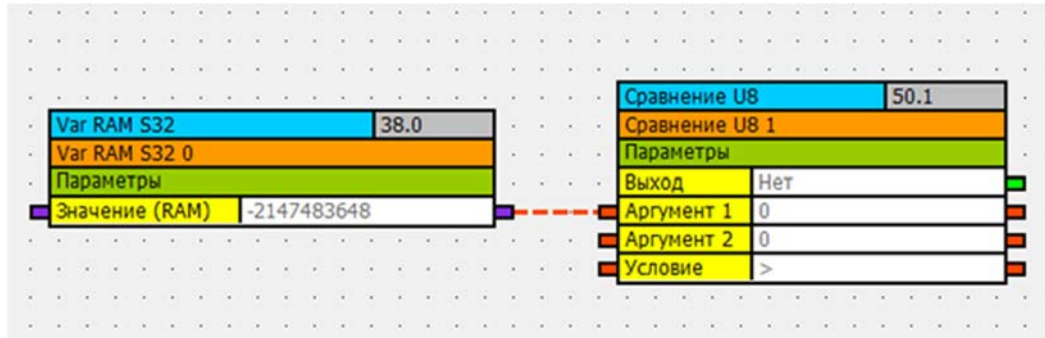 Var RAM S32 38.0
Var RAM S32 0
Параметры
Значение (RAM) -2147483648
Сравнение U8 50.1
Сравнение U8 1
Параметры
Выход Нет
Аргумент 1 0
Аргумент 2 0
Условие >